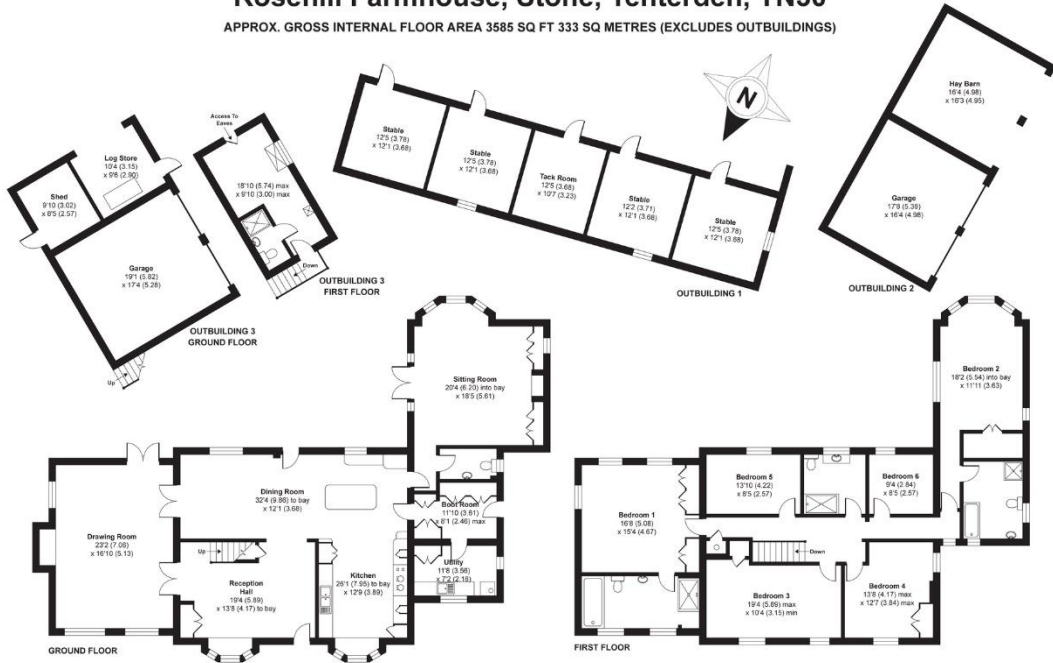 Rosehill Farmhouse, Stone, Tenterden, TN30
APPROX. GROSS INTERNAL FLOOR AREA 3585 SQ FT 333 SQ METRES (EXCLUDES OUTBUILDINGS)
Log Store
10'4 (3.15)
x 9'6 (2.90)
Shed
9'10 (3.02)
x 8'5 (2.57)
Garage
19'1 (5.82)
x 17'4 (5.28)
Up
OUTBUILDING 3
GROUND FLOOR
Access To
Eaves
18'10 (5.74) max
x 9'10 (3.00) max
Down
OUTBUILDING 3
FIRST FLOOR
Stable
12'5 (3.78)
x 12'1 (3.68)
Stable
12'5 (3.78)
x 12'1 (3.68)
Tack Room
12'5 (3.68)
x 10'7 (3.23)
Stable
12'2 (3.71)
x 12'1 (3.68)
Stable
12'5 (3.78)
x 12'1 (3.68)
OUTBUILDING 1
N
Hay Barn
16'4 (4.98)
x 16'3 (4.95)
Garage
17'8 (5.39)
x 16'4 (4.98)
OUTBUILDING 2
Sitting Room
20'4 (6.20) into bay
x 18'5 (5.61)
Dining Room
32'4 (9.86) to bay
x 12'1 (3.68)
Boot Room
11'10 (3.61)
x 8'1 (2.46) max
Drawing Room
23'2 (7.06)
x 16'10 (5.13)
Up
Reception
Hall
19'4 (5.89)
x 13'8 (4.17) to bay
Kitchen
26'1 (7.95) to bay
x 12'9 (3.89)
Utility
11'8 (3.56)
x 7'2 (2.18)
GROUND FLOOR
Bedroom 2
18'2 (5.54) into bay
x 11'11 (3.63)
Bedroom 1
16'8 (5.08)
x 15'4 (4.67)
Bedroom 5
13'10 (4.22)
x 8'5 (2.57)
Bedroom 6
9'4 (2.84)
x 8'5 (2.57)
Down
Bedroom 3
19'4 (5.89) max
x 10'4 (3.15) min
Bedroom 4
13'8 (4.17) max
x 12'7 (3.84) max
FIRST FLOOR